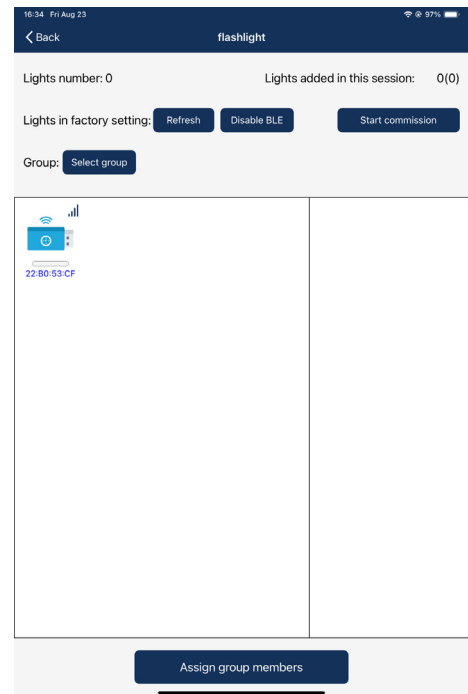 16:34 Fri Aug 23 97%
Back flashlight
Lights number: 0 Lights added in this session: 0(0)
Lights in factory setting: Refresh Disable BLE Start commission
Group: Select group
22:B0:53:CF
Assign group members